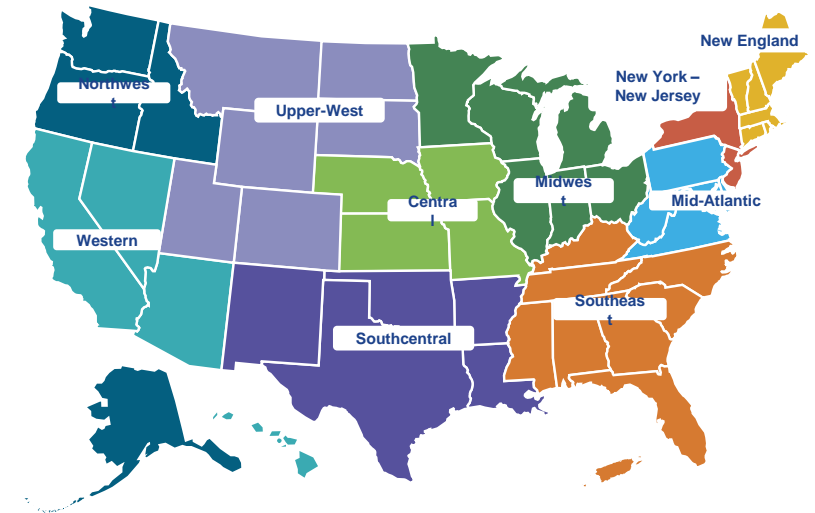 New England
New York –
New Jersey
Northwes
t
Upper-West
Midwes
t
Centra
l
Mid-Atlantic
Western
Southeas
t
Southcentral